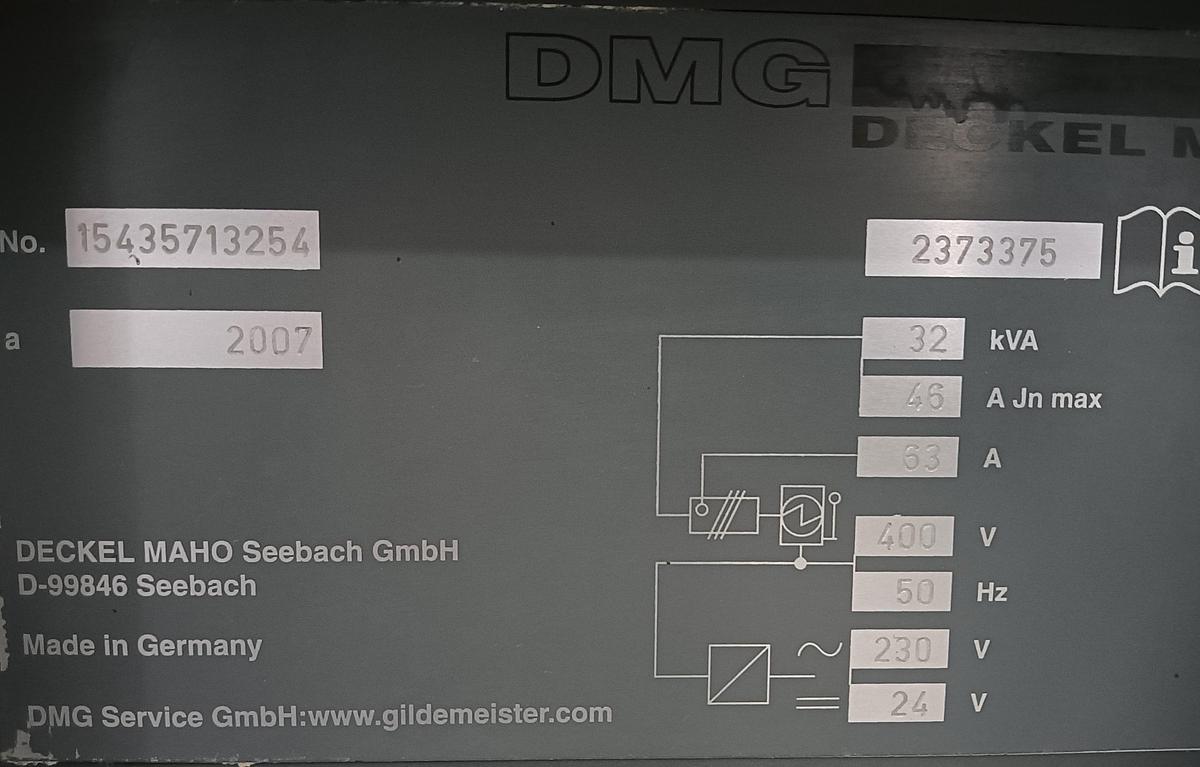 DMG
DECKEL M
No. 15435713254
2373375
i
a 2007
32 kVA
46 A Jn max
63 A
400 V
50 Hz
230 V
24 V
DECKEL MAHO Seebach GmbH
D-99846 Seebach
Made in Germany
DMG Service GmbH:www.gildemeister.com